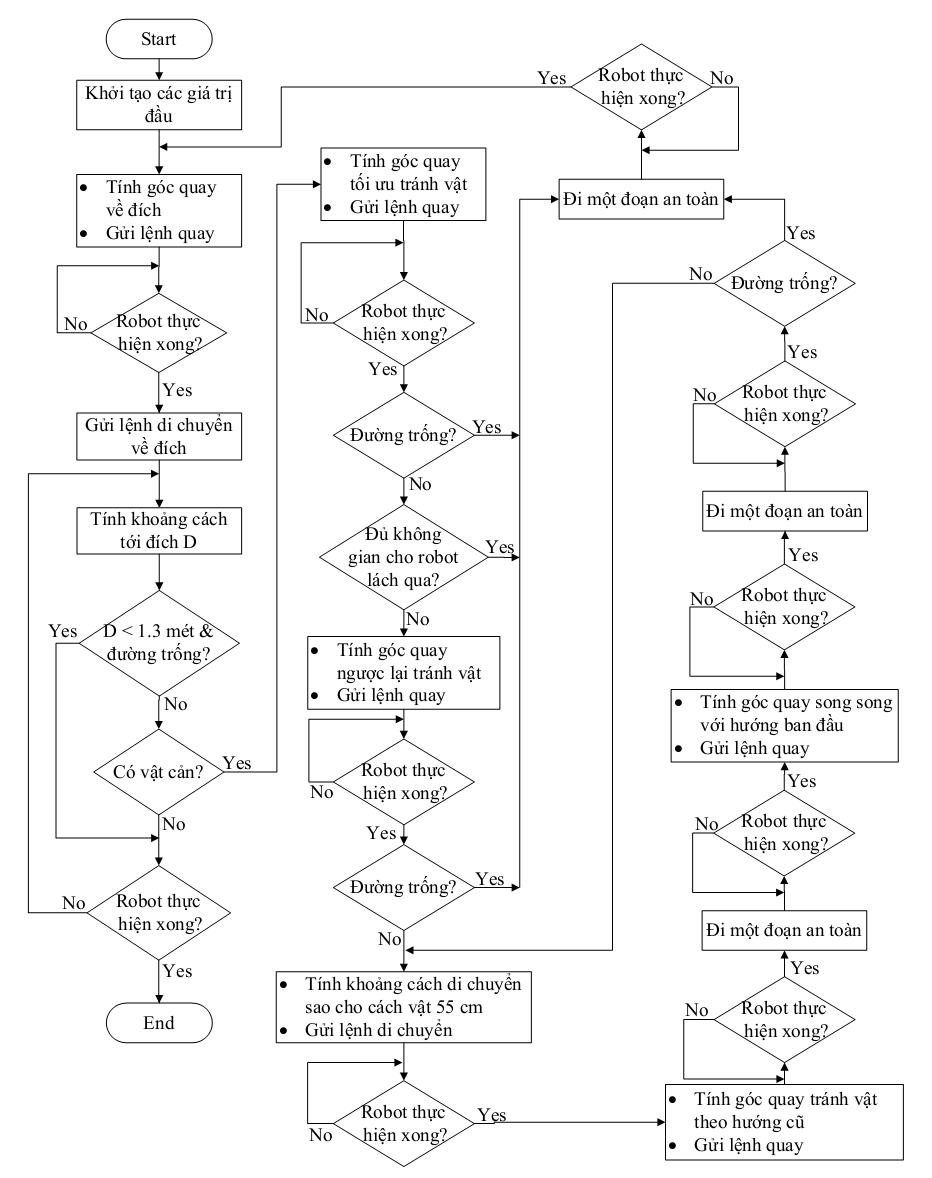 Start
Khởi tạo các giá trị
đầu
• Tính góc quay
về đích
• Gửi lệnh quay
No
Robot thực
hiện xong?
Yes
Gửi lệnh di chuyển
về đích
Tính khoảng cách
tới đích D
Yes
D < 1.3 mét &
đường trống?
No
Có vật cản?
Yes
No
No
Robot thực
hiện xong?
Yes
End
• Tính góc quay
tối ưu tránh vật
• Gửi lệnh quay
No
Robot thực
hiện xong?
Yes
Đường trống?
Yes
No
Đủ không
gian cho robot
lách qua?
Yes
No
• Tính góc quay
ngược lại tránh vật
• Gửi lệnh quay
No
Robot thực
hiện xong?
Yes
Đường trống?
Yes
No
• Tính khoảng cách di chuyển
sao cho cách vật 55 cm
• Gửi lệnh di chuyển
No
Robot thực
hiện xong?
Yes
Yes
Robot thực
hiện xong?
No
Đi một đoạn an toàn
Yes
No
Đường trống?
Yes
No
Robot thực
hiện xong?
Đi một đoạn an toàn
Yes
No
Robot thực
hiện xong?
• Tính góc quay song song
với hướng ban đầu
• Gửi lệnh quay
Yes
No
Robot thực
hiện xong?
Đi một đoạn an toàn
Yes
No
Robot thực
hiện xong?
• Tính góc quay tránh vật
theo hướng cũ
• Gửi lệnh quay